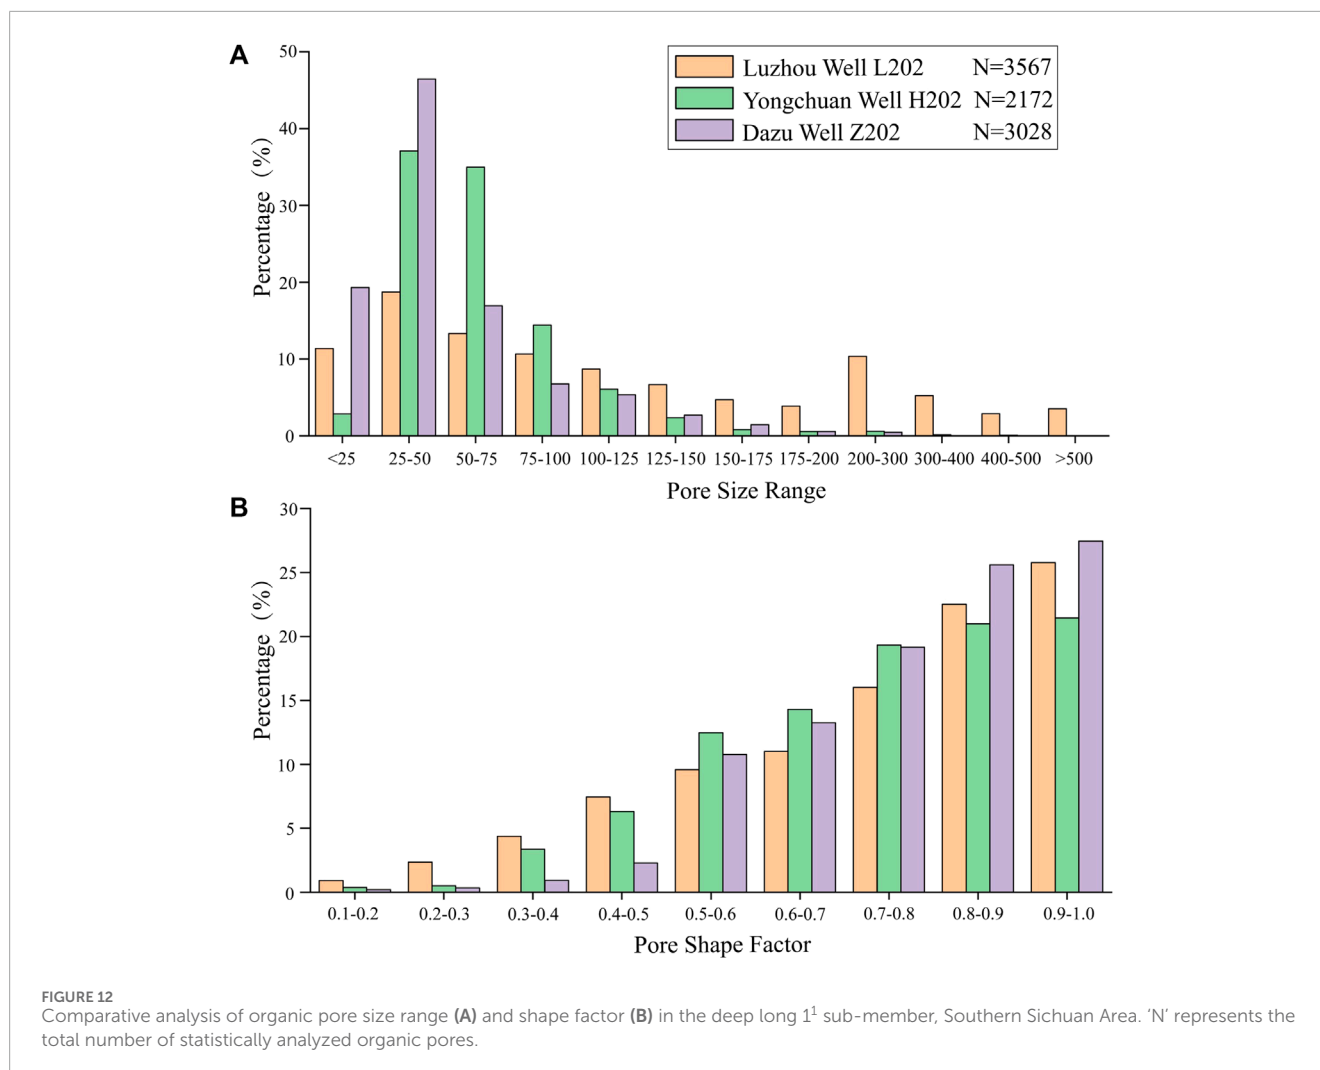 A
50
40
30
20
10
0
Percentage (%)
Luzhou Well L202 N=3567
Yongchuan Well H202 N=2172
Dazu Well Z202 N=3028
<25 25-50 50-75 75-100 100-125 125-150 150-175 175-200 200-300 300-400 400-500 >500
Pore Size Range
B
30
25
20
15
10
5
0
Percentage (%)
0.1-0.2 0.2-0.3 0.3-0.4 0.4-0.5 0.5-0.6 0.6-0.7 0.7-0.8 0.8-0.9 0.9-1.0
Pore Shape Factor
FIGURE 12
Comparative analysis of organic pore size range (A) and shape factor (B) in the deep long 1¹ sub-member, Southern Sichuan Area. ‘N’ represents the
total number of statistically analyzed organic pores.